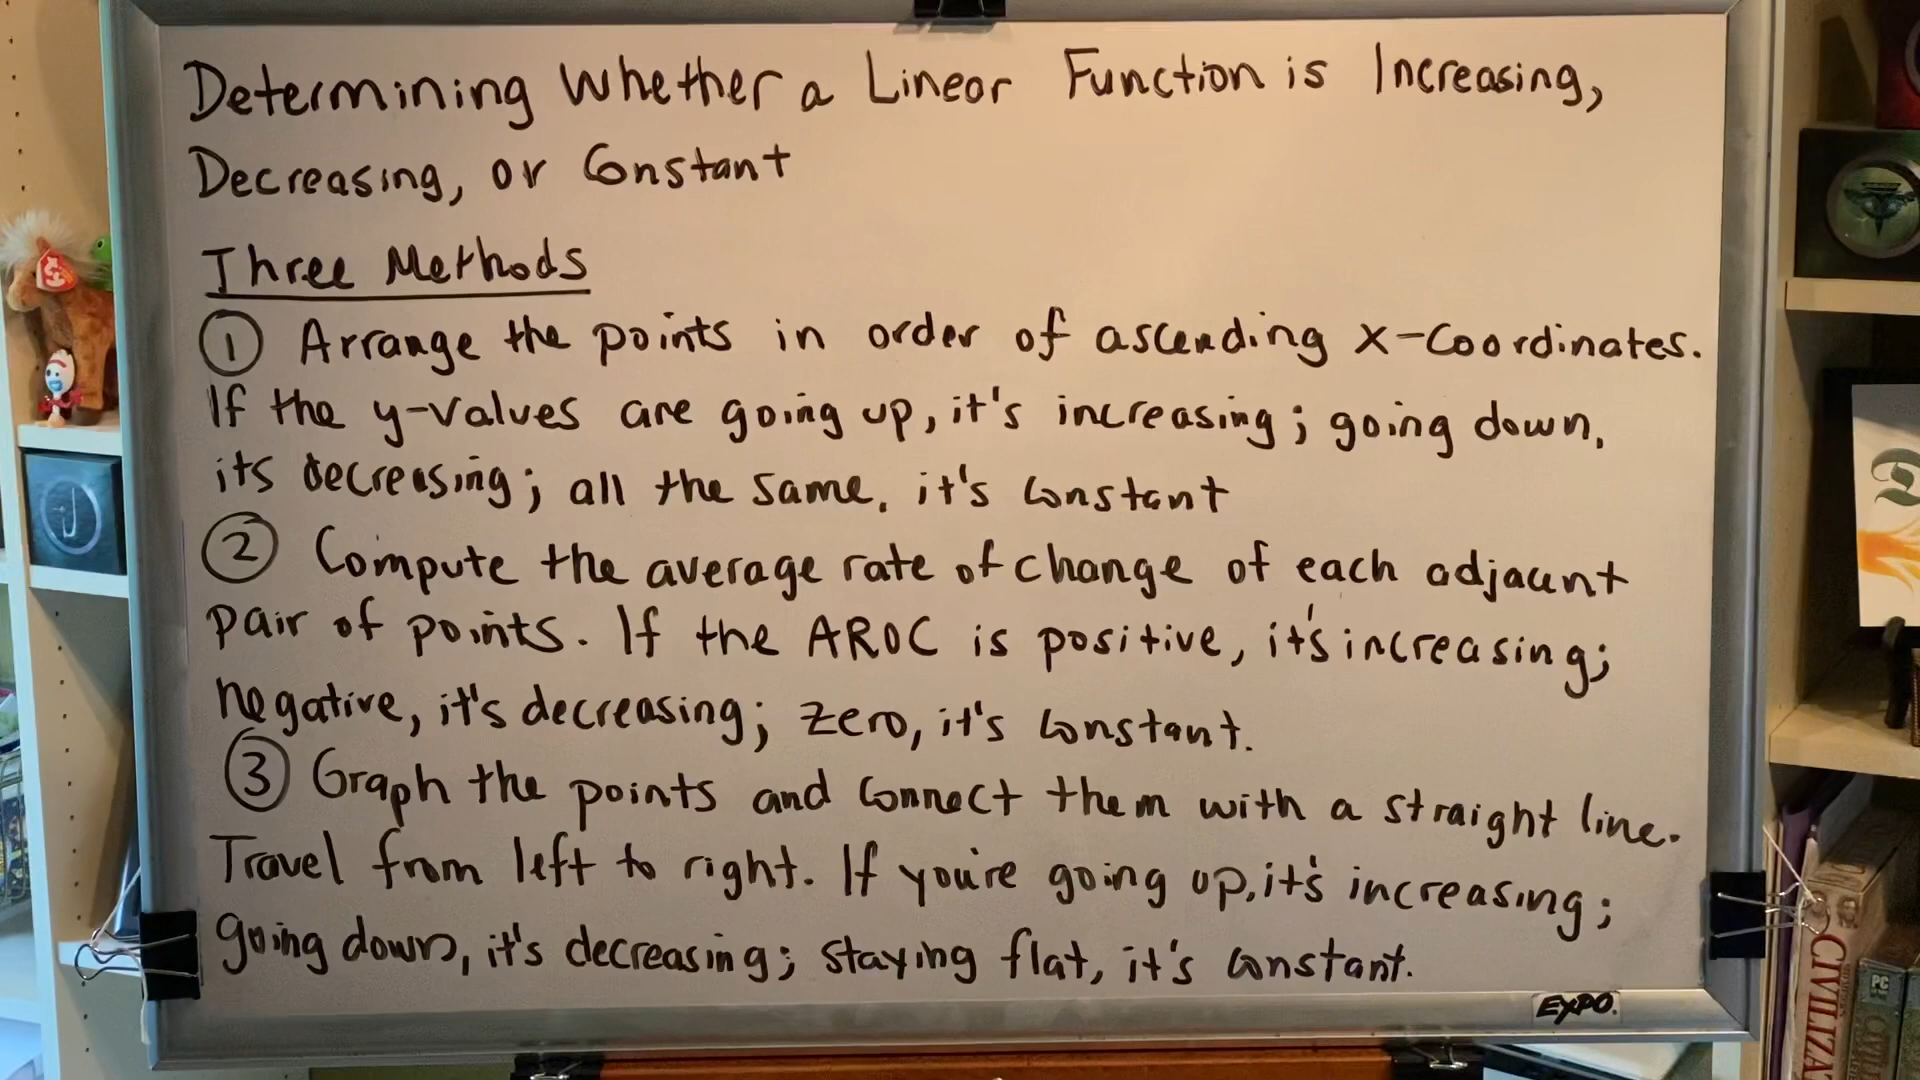 Determining Whether a Linear Function is Increasing,
Decreasing, or Constant
Three Methods
① Arrange the points in order of ascending x-coordinates.
If the y-values are going up, it's increasing; going down,
its decreasing; all the same, it's constant
② Compute the average rate of change of each adjacent
pair of points. If the AROC is positive, it's increasing;
negative, it's decreasing; zero, it's constant.
③ Graph the points and connect them with a straight line.
Travel from left to right. If you're going up, it's increasing;
going down, it's decreasing; staying flat, it's constant.
EXPO
PC